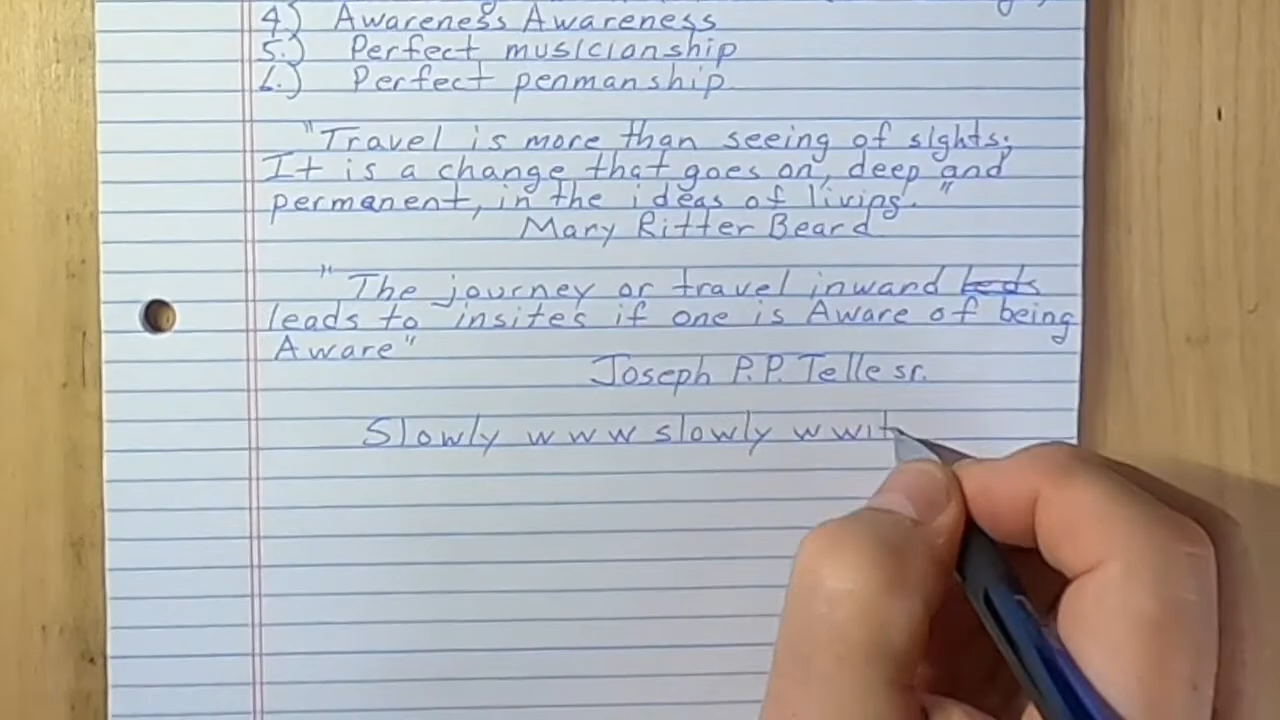 4.) Awareness Awareness
5.) Perfect musicianship
6.) Perfect penmanship
"Travel is more than seeing of sights;
It is a change that goes on, deep and
permanent, in the ideas of living."
Mary Ritter Beard
"The journey or travel inward leads
leads to insites if one is Aware of being
Aware"
Joseph P.P. Telle sr.
Slowly w w w slowly w wit